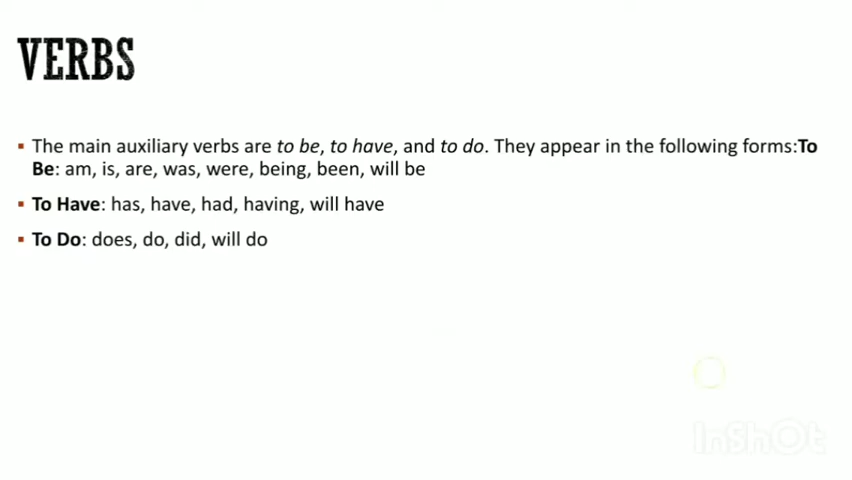 VERBS
▪ The main auxiliary verbs are to be, to have, and to do. They appear in the following forms:To
Be: am, is, are, was, were, being, been, will be
▪ To Have: has, have, had, having, will have
▪ To Do: does, do, did, will do
InShOt